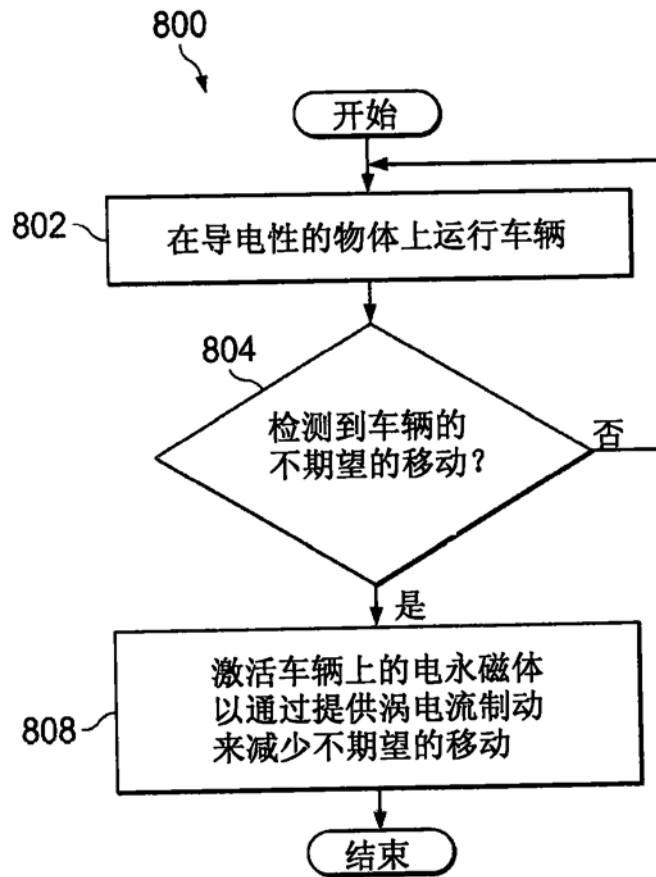 800
开始
802
在导电性的物体上运行车辆
804
检测到车辆的
不期望的移动？
否
是
808
激活车辆上的电永磁体
以通过提供涡电流制动
来减少不期望的移动
结束